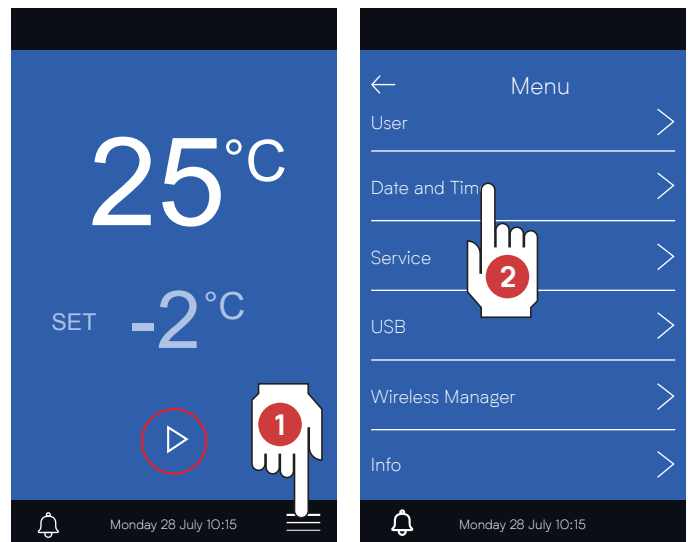 25°C
SET -2°C
1
Monday 28 July 10:15
Menu
User
Date and Time
Service
2
USB
Wireless Manager
Info
Monday 28 July 10:15